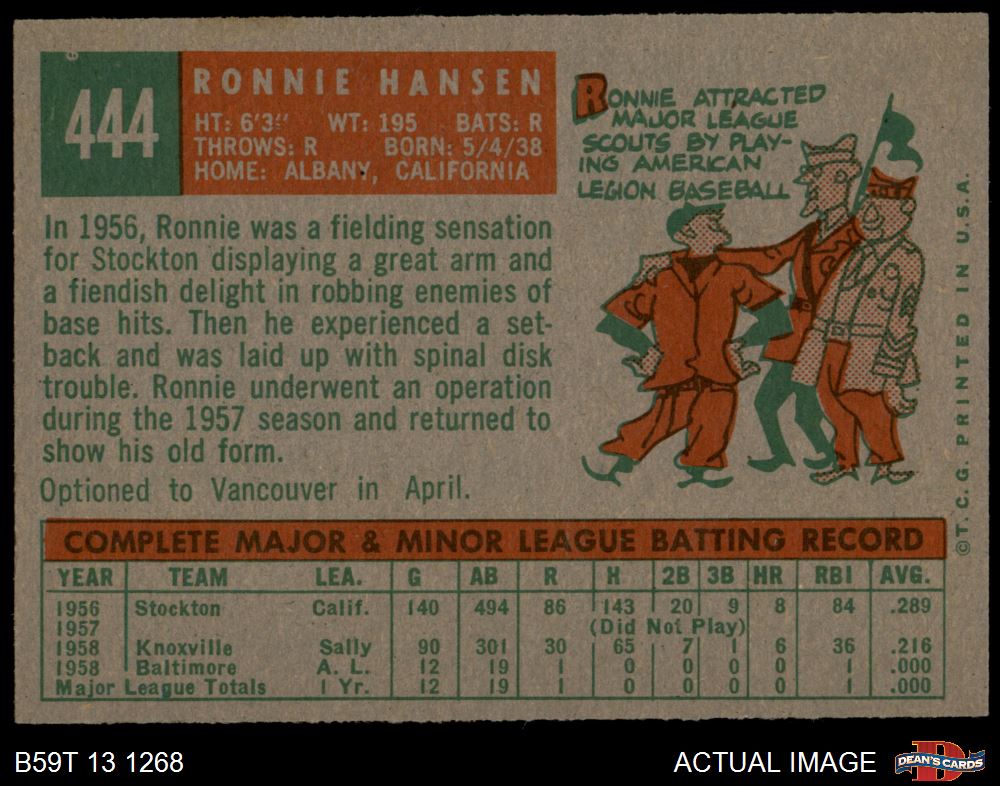 444
RONNIE HANSEN
HT: 6'3" WT: 195 BATS: R
THROWS: R BORN: 5/4/38
HOME: ALBANY, CALIFORNIA
RONNIE ATTRACTED
MAJOR LEAGUE
SCOUTS BY PLAY-
ING AMERICAN
LEGION BASEBALL
In 1956, Ronnie was a fielding sensation
for Stockton displaying a great arm and
a fiendish delight in robbing enemies of
base hits. Then he experienced a set-
back and was laid up with spinal disk
trouble. Ronnie underwent an operation
during the 1957 season and returned to
show his old form.
Optioned to Vancouver in April.
COMPLETE MAJOR & MINOR LEAGUE BATTING RECORD
YEAR TEAM LEA. G AB R H 2B 3B HR RBI AVG.
1956 Stockton Calif. 140 494 86 143 20 9 8 84 .289
1957 (Did Not Play)
1958 Knoxville Sally 90 301 30 65 7 1 6 36 .216
1958 Baltimore A. L. 12 19 1 0 0 0 0 1 .000
Major League Totals 1 Yr. 12 19 1 0 0 0 0 1 .000
©T. C. G. PRINTED IN U.S.A.
B59T 13 1268
ACTUAL IMAGE
D
DEAN'S CARDS